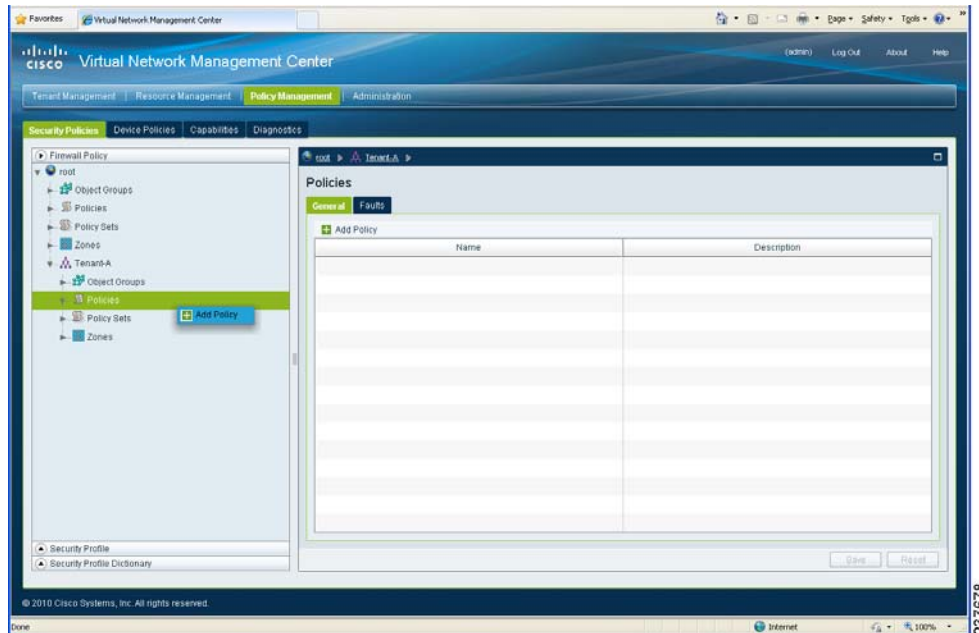 Favorites Virtual Network Management Center Page Safety Tools
cisco Virtual Network Management Center (admin) Log Out About Help
Tenant Management | Resource Management | Policy Management | Administration
Security Policies Device Policies Capabilities Diagnostics
Firewall Policy
root
Object Groups
Policies
Policy Sets
Zones
Tenant-A
Object Groups
Policies
Add Policy
Policy Sets
Zones
Security Profile
Security Profile Dictionary
root Tenant-A
Policies
General Faults
Add Policy
Name Description
Save Reset
© 2010 Cisco Systems, Inc. All rights reserved.
Done Internet 100%